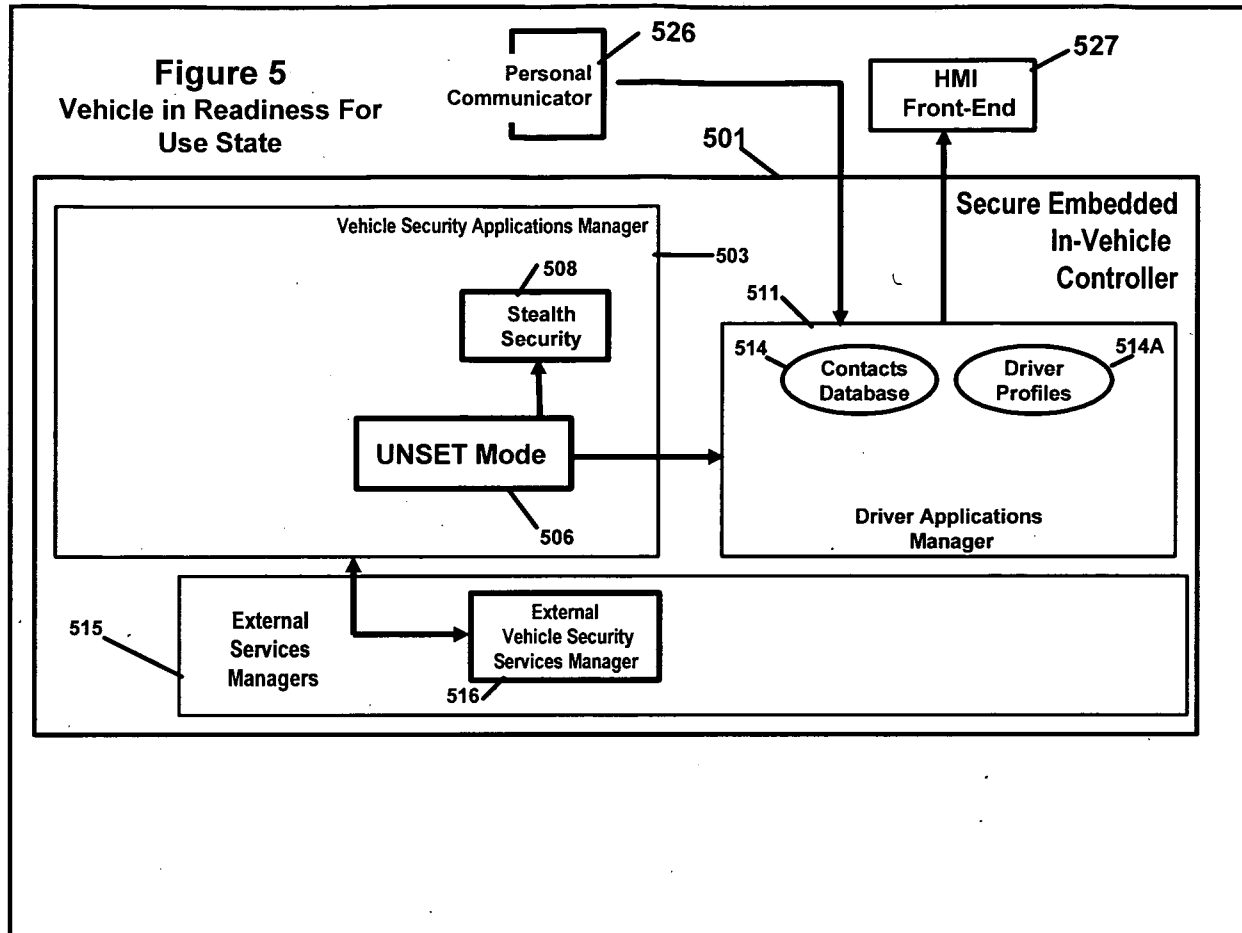 Figure 5
Vehicle in Readiness For
Use State
526
Personal
Communicator
527
HMI
Front-End
501
Secure Embedded
In-Vehicle
Controller
Vehicle Security Applications Manager
503
508
Stealth
Security
UNSET Mode
506
511
514
Contacts
Database
514A
Driver
Profiles
Driver Applications
Manager
515
External
Services
Managers
External
Vehicle Security
Services Manager
516